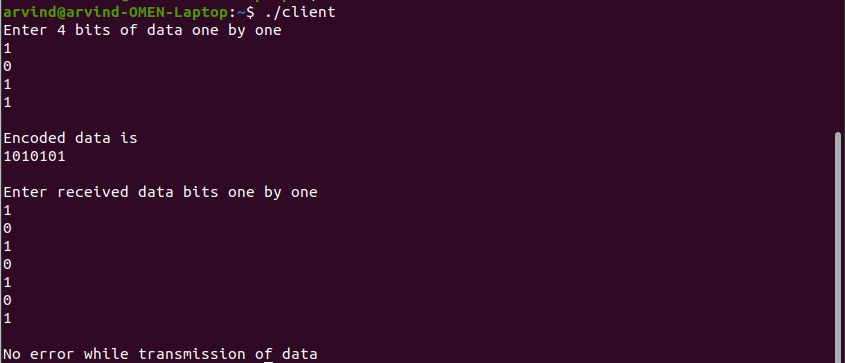 arvind@arvind-OMEN-Laptop:~$ ./client
Enter 4 bits of data one by one
1
0
1
1
Encoded data is
1010101
Enter received data bits one by one
1
0
1
0
1
0
1
No error while transmission of data